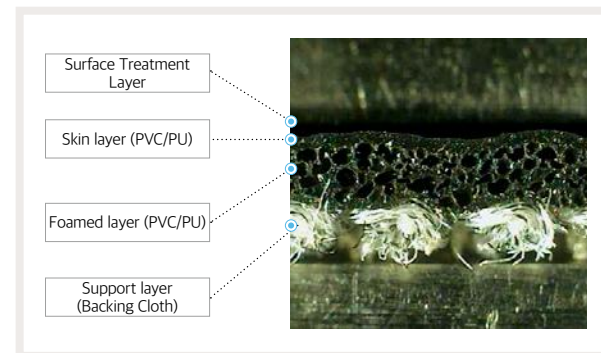 Surface Treatment
Layer
Skin layer (PVC/PU)
Foamed layer (PVC/PU)
Support layer
(Backing Cloth)